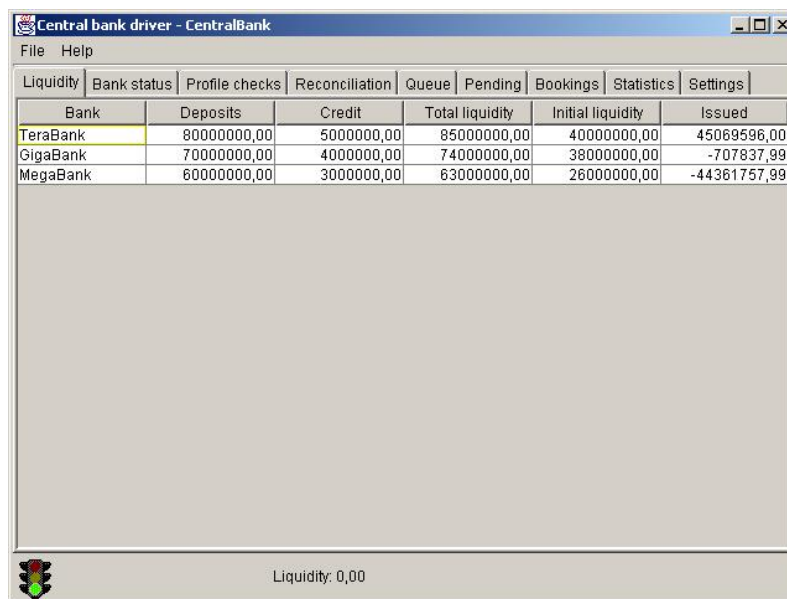 Central bank driver - CentralBank
File Help
Liquidity Bank status Profile checks Reconciliation Queue Pending Bookings Statistics Settings
Bank Deposits Credit Total liquidity Initial liquidity Issued
TeraBank 80000000,00 5000000,00 85000000,00 40000000,00 45069596,00
GigaBank 70000000,00 4000000,00 74000000,00 38000000,00 -707837,99
MegaBank 60000000,00 3000000,00 63000000,00 26000000,00 -44361757,99
Liquidity: 0,00